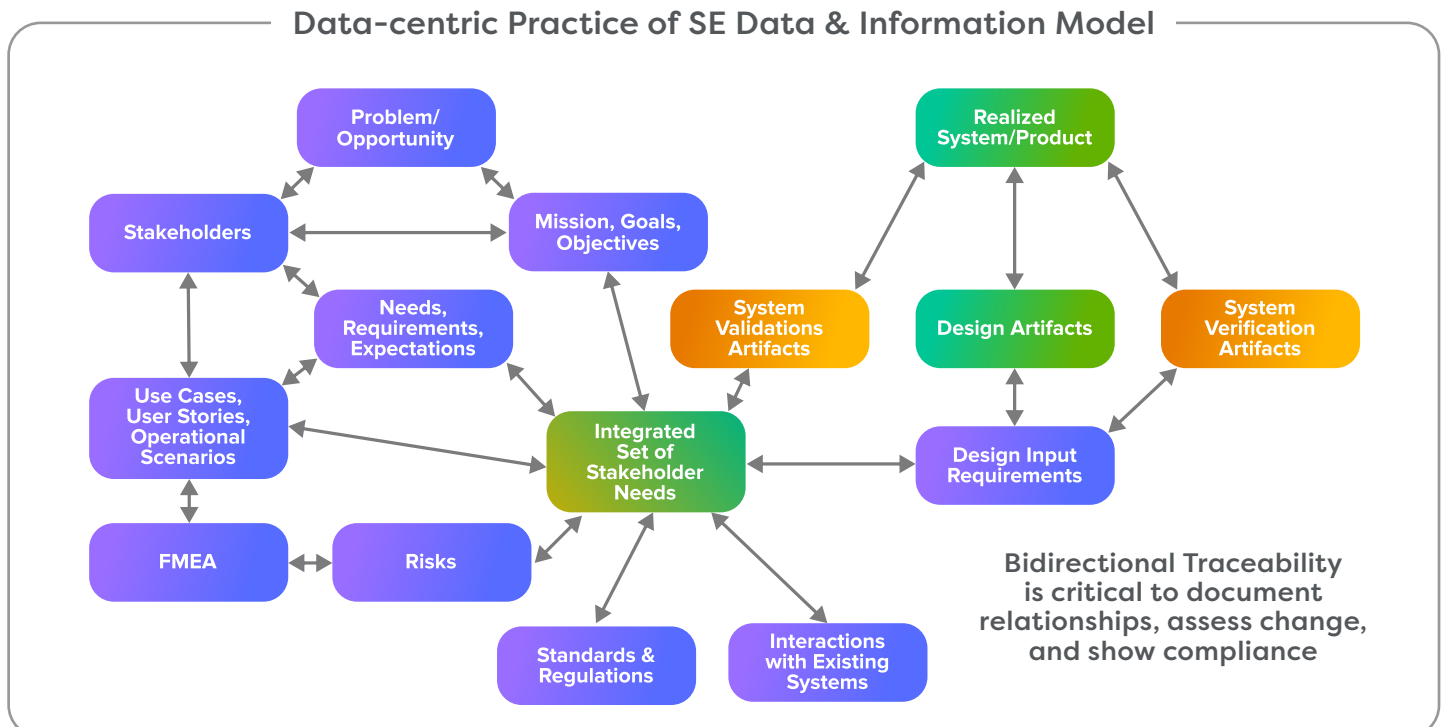 Data-centric Practice of SE Data & Information Model
Problem/
Opportunity
Realized
System/Product
Stakeholders
Mission, Goals,
Objectives
Needs,
Requirements,
Expectations
System
Validations
Artifacts
Design Artifacts
System
Verification
Artifacts
Use Cases,
User Stories,
Operational
Scenarios
Integrated
Set of
Stakeholder
Needs
Design Input
Requirements
FMEA
Risks
Standards &
Regulations
Interactions
with Existing
Systems
Bidirectional Traceability
is critical to document
relationships, assess change,
and show compliance